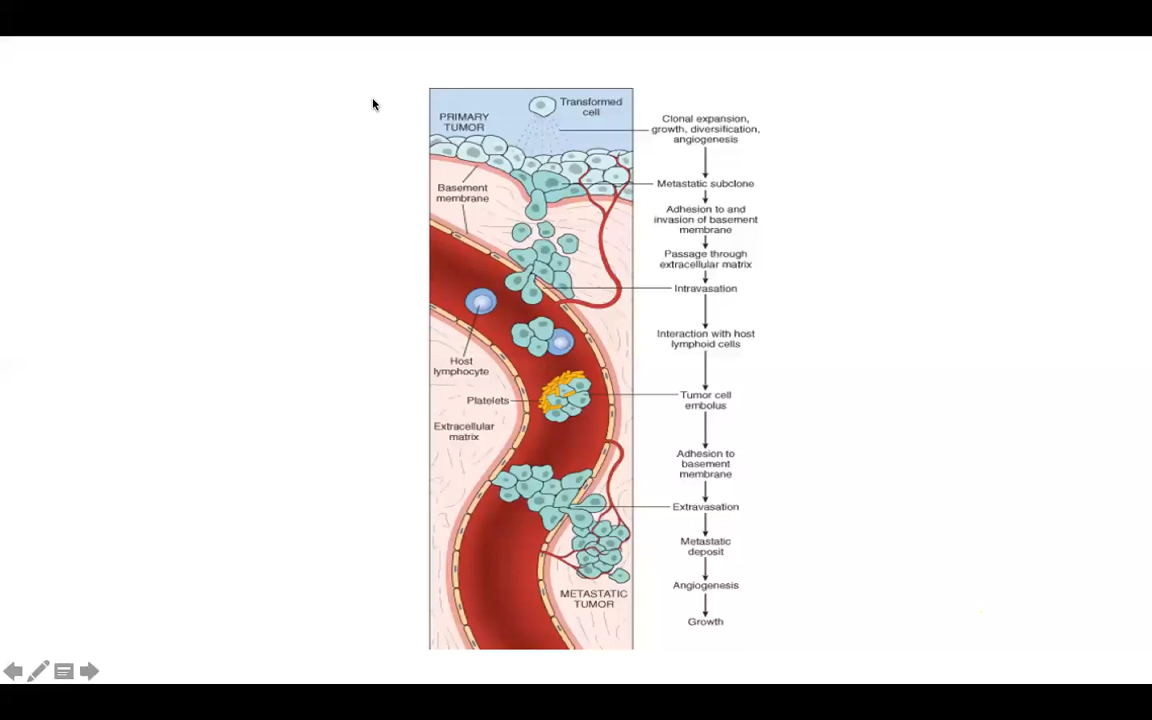 PRIMARY
TUMOR
Transformed
cell
Basement
membrane
Host
lymphocyte
Platelets
Extracellular
matrix
METASTATIC
TUMOR
Clonal expansion,
growth, diversification,
angiogenesis
Metastatic subclone
Adhesion to and
invasion of basement
membrane
Passage through
extracellular matrix
Intravasation
Interaction with host
lymphoid cells
Tumor cell
embolus
Adhesion to
basement
membrane
Extravasation
Metastatic
deposit
Angiogenesis
Growth